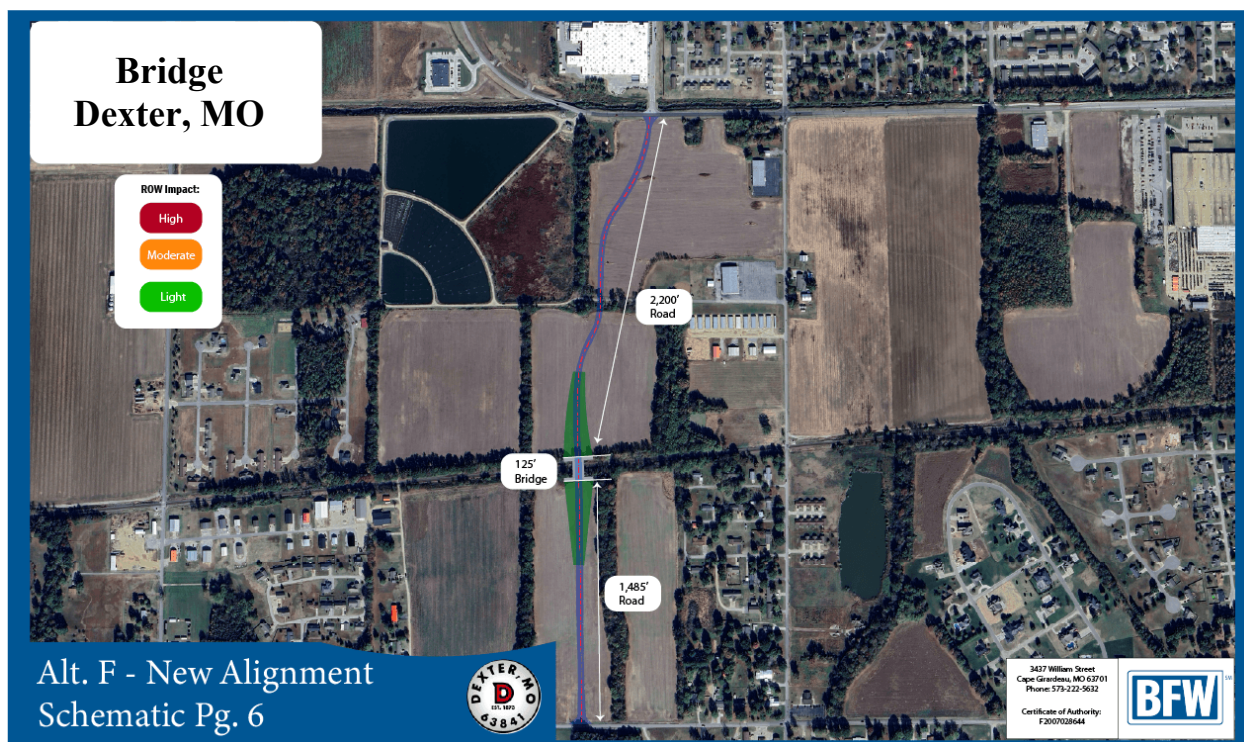 Bridge
Dexter, MO
ROW Impact:
High
Moderate
Light
2,200’
Road
125’
Bridge
1,485’
Road
Alt. F - New Alignment
Schematic Pg. 6
DEXTER, MO
D
EST. 1873
63841
3437 William Street
Cape Girardeau, MO 63701
Phone: 573-222-5632
Certificate of Authority:
F2007028644
BFW
SM